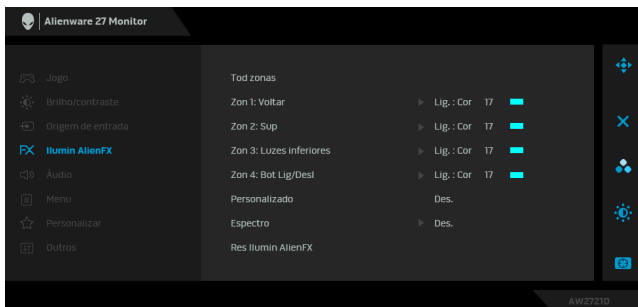 Alienware 27 Monitor
Jogo
Brilho/contraste
Origem de entrada
Ilumin AlienFX
Áudio
Menu
Personalizar
Outros
Tod zonas
Zon 1: Voltar Lig. : Cor 17
Zon 2: Sup Lig. : Cor 17
Zon 3: Luzes inferiores Lig. : Cor 17
Zon 4: Bot Lig/Desl Lig. : Cor 17
Personalizado Des.
Espectro Des.
Res Ilumin AlienFX
AW2721D